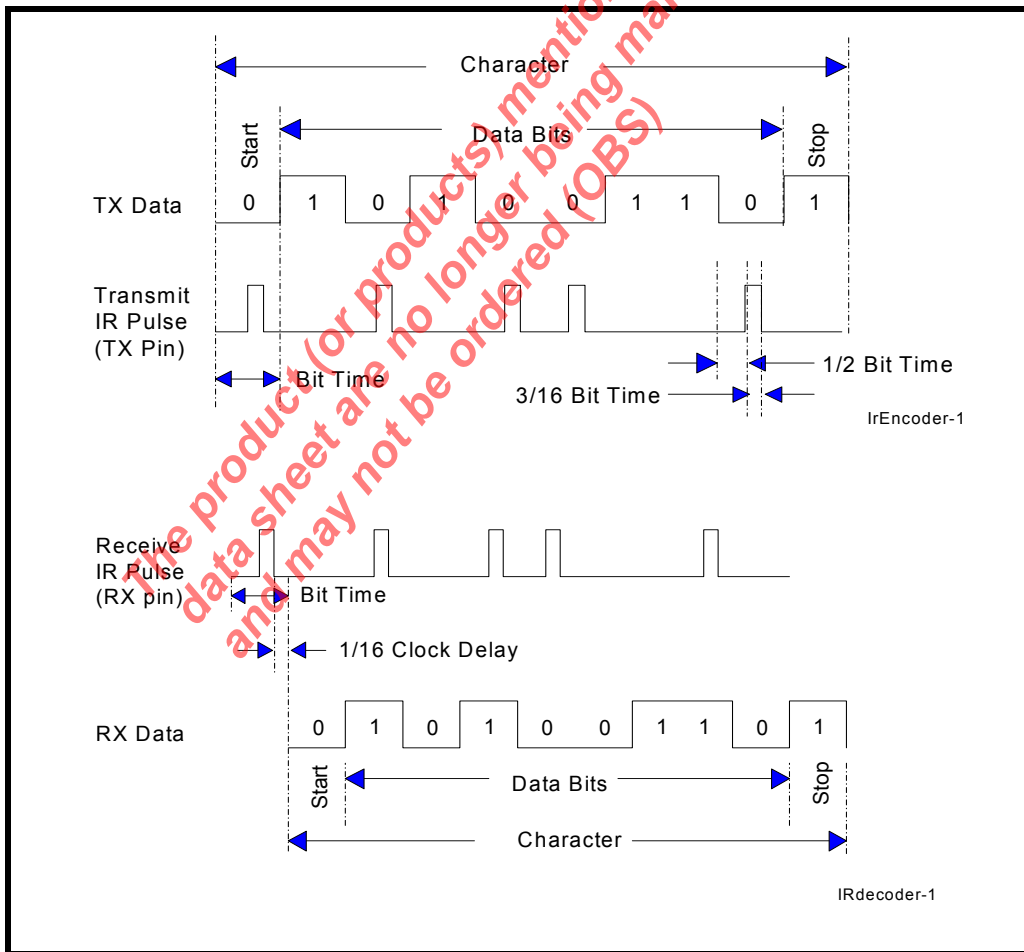 Character
Start
Data Bits
Stop
TX Data
0 1 0 1 0 0 1 1 0 1
Transmit
IR Pulse
(TX Pin)
Bit Time
1/2 Bit Time
3/16 Bit Time
IrEncoder-1
Receive
IR Pulse
(RX pin)
Bit Time
1/16 Clock Delay
RX Data
0 1 0 1 0 0 1 1 0 1
Start
Data Bits
Stop
Character
IRdecoder-1
The product (or products)
data sheet are no longer being
and may not be ordered (OBS)